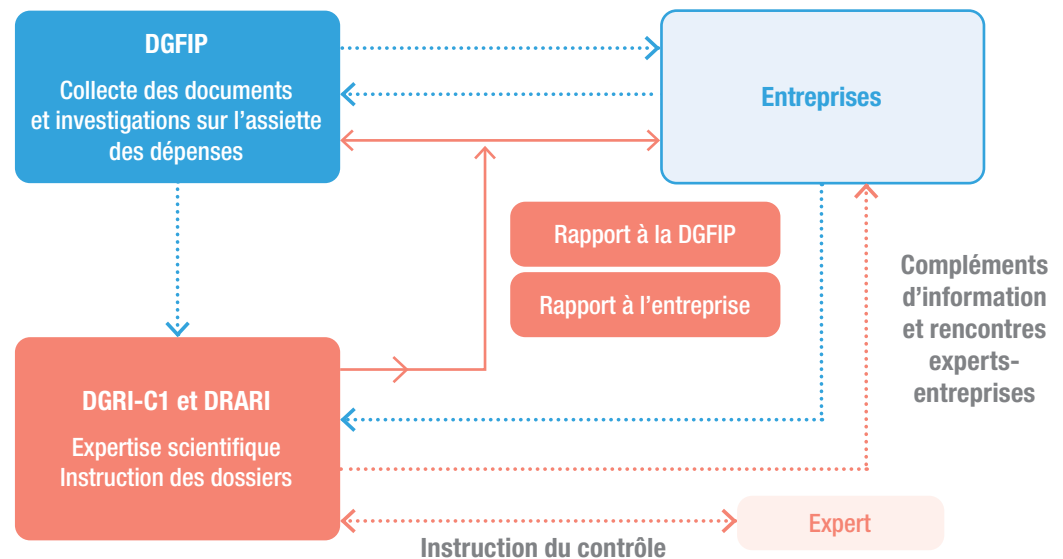 DGFIP
Collecte des documents
et investigations sur l’assiette
des dépenses
Entreprises
Rapport à la DGFIP
Rapport à l’entreprise
Compléments
d’information
et rencontres
experts-
entreprises
DGRI-C1 et DRARI
Expertise scientifique
Instruction des dossiers
Expert
Instruction du contrôle